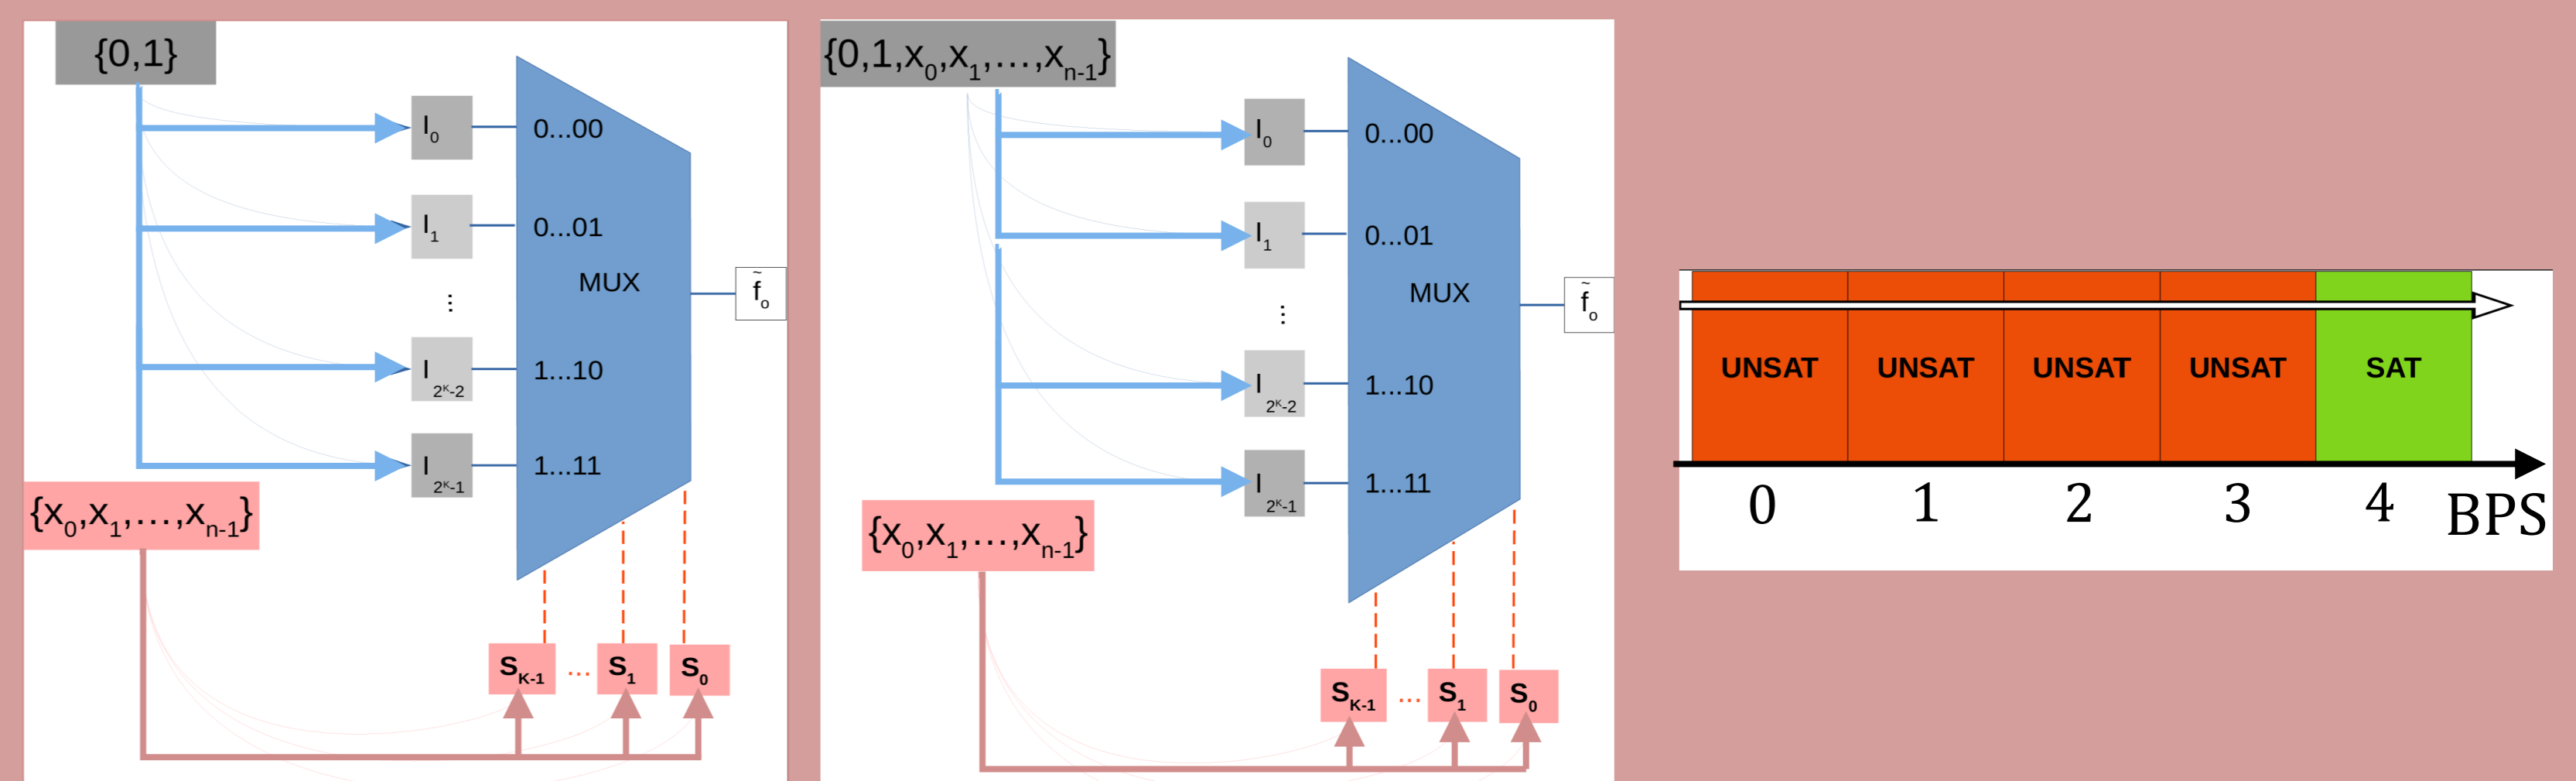 {0,1}
I0
0...00
I1
0...01
MUX
f̃o
⋮
I2K-2
1...10
I2K-1
1...11
{x0,x1,…,xn-1}
SK-1 ... S1 S0
{0,1,x0,x1,…,xn-1}
I0
0...00
I1
0...01
MUX
f̃o
⋮
I2K-2
1...10
I2K-1
1...11
{x0,x1,…,xn-1}
SK-1 ... S1 S0
UNSAT UNSAT UNSAT UNSAT SAT
0 1 2 3 4 BPS